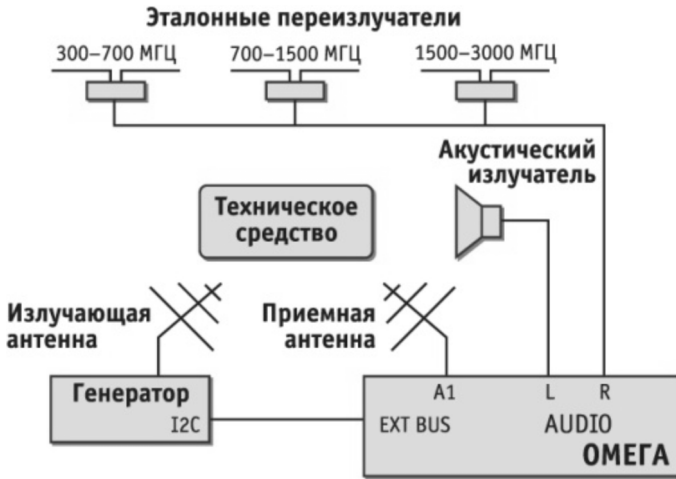 Эталонные переизлучатели
300–700 МГЦ
700–1500 МГЦ
1500–3000 МГЦ
Акустический
излучатель
Техническое
средство
Излучающая
антенна
Приемная
антенна
Генератор
I2C
A1
L
R
EXT BUS
AUDIO
ОМЕГА